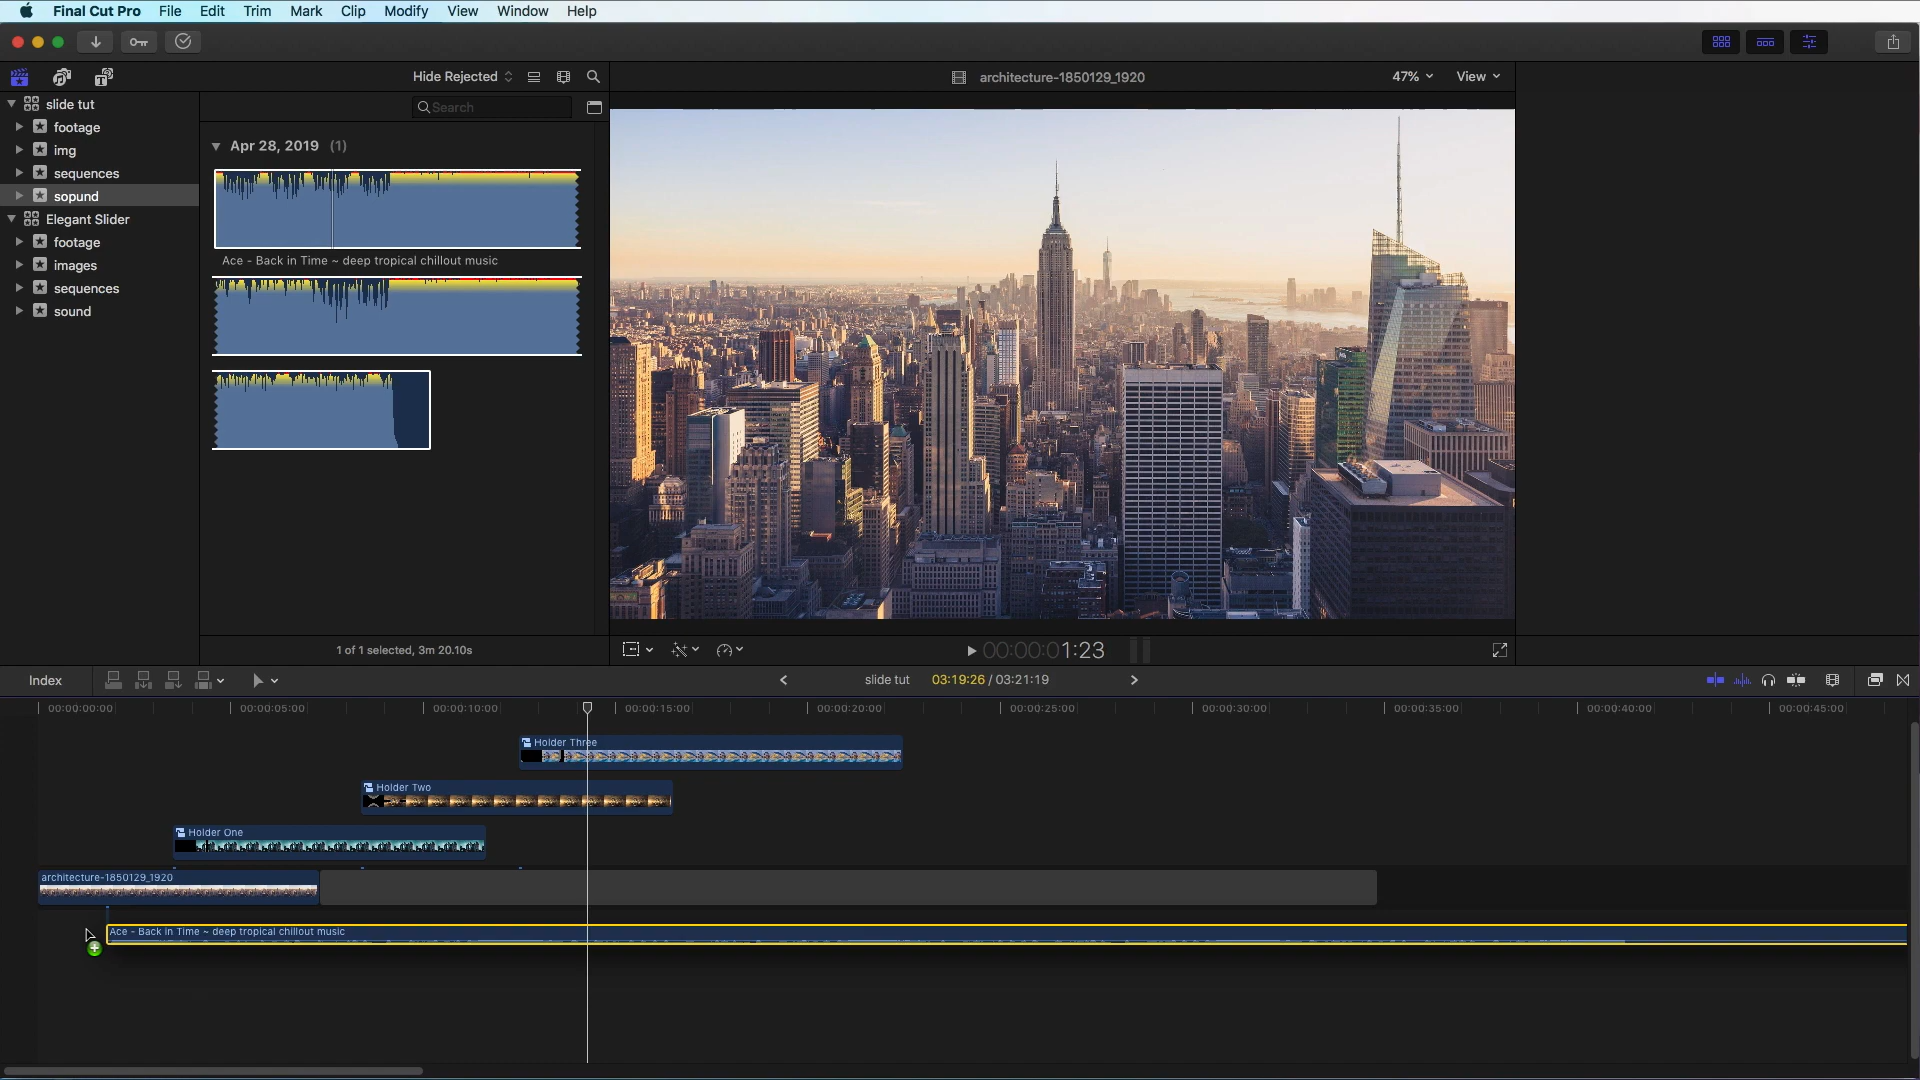 Final Cut Pro File Edit Trim Mark Clip Modify View Window Help
Hide Rejected
architecture-1850129_1920
47%
View
slide tut
footage
img
sequences
sopund
Elegant Slider
footage
images
sequences
sound
Search
Apr 28, 2019 (1)
Ace - Back in Time ~ deep tropical chillout music
1 of 1 selected, 3m 20.10s
00:00:01:23
Index
slide tut
03:19:26 / 03:21:19
00:00:00:00
00:00:05:00
00:00:10:00
00:00:15:00
00:00:20:00
00:00:25:00
00:00:30:00
00:00:35:00
00:00:40:00
00:00:45:00
Holder Three
Holder Two
Holder One
architecture-1850129_1920
Ace - Back in Time ~ deep tropical chillout music